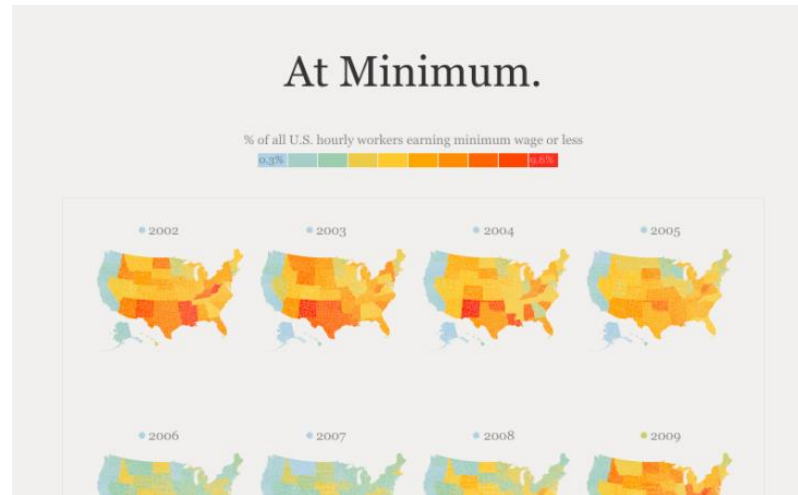 At Minimum.
% of all U.S. hourly workers earning minimum wage or less
0.3% 9.6%
2002 2003 2004 2005
2006 2007 2008 2009